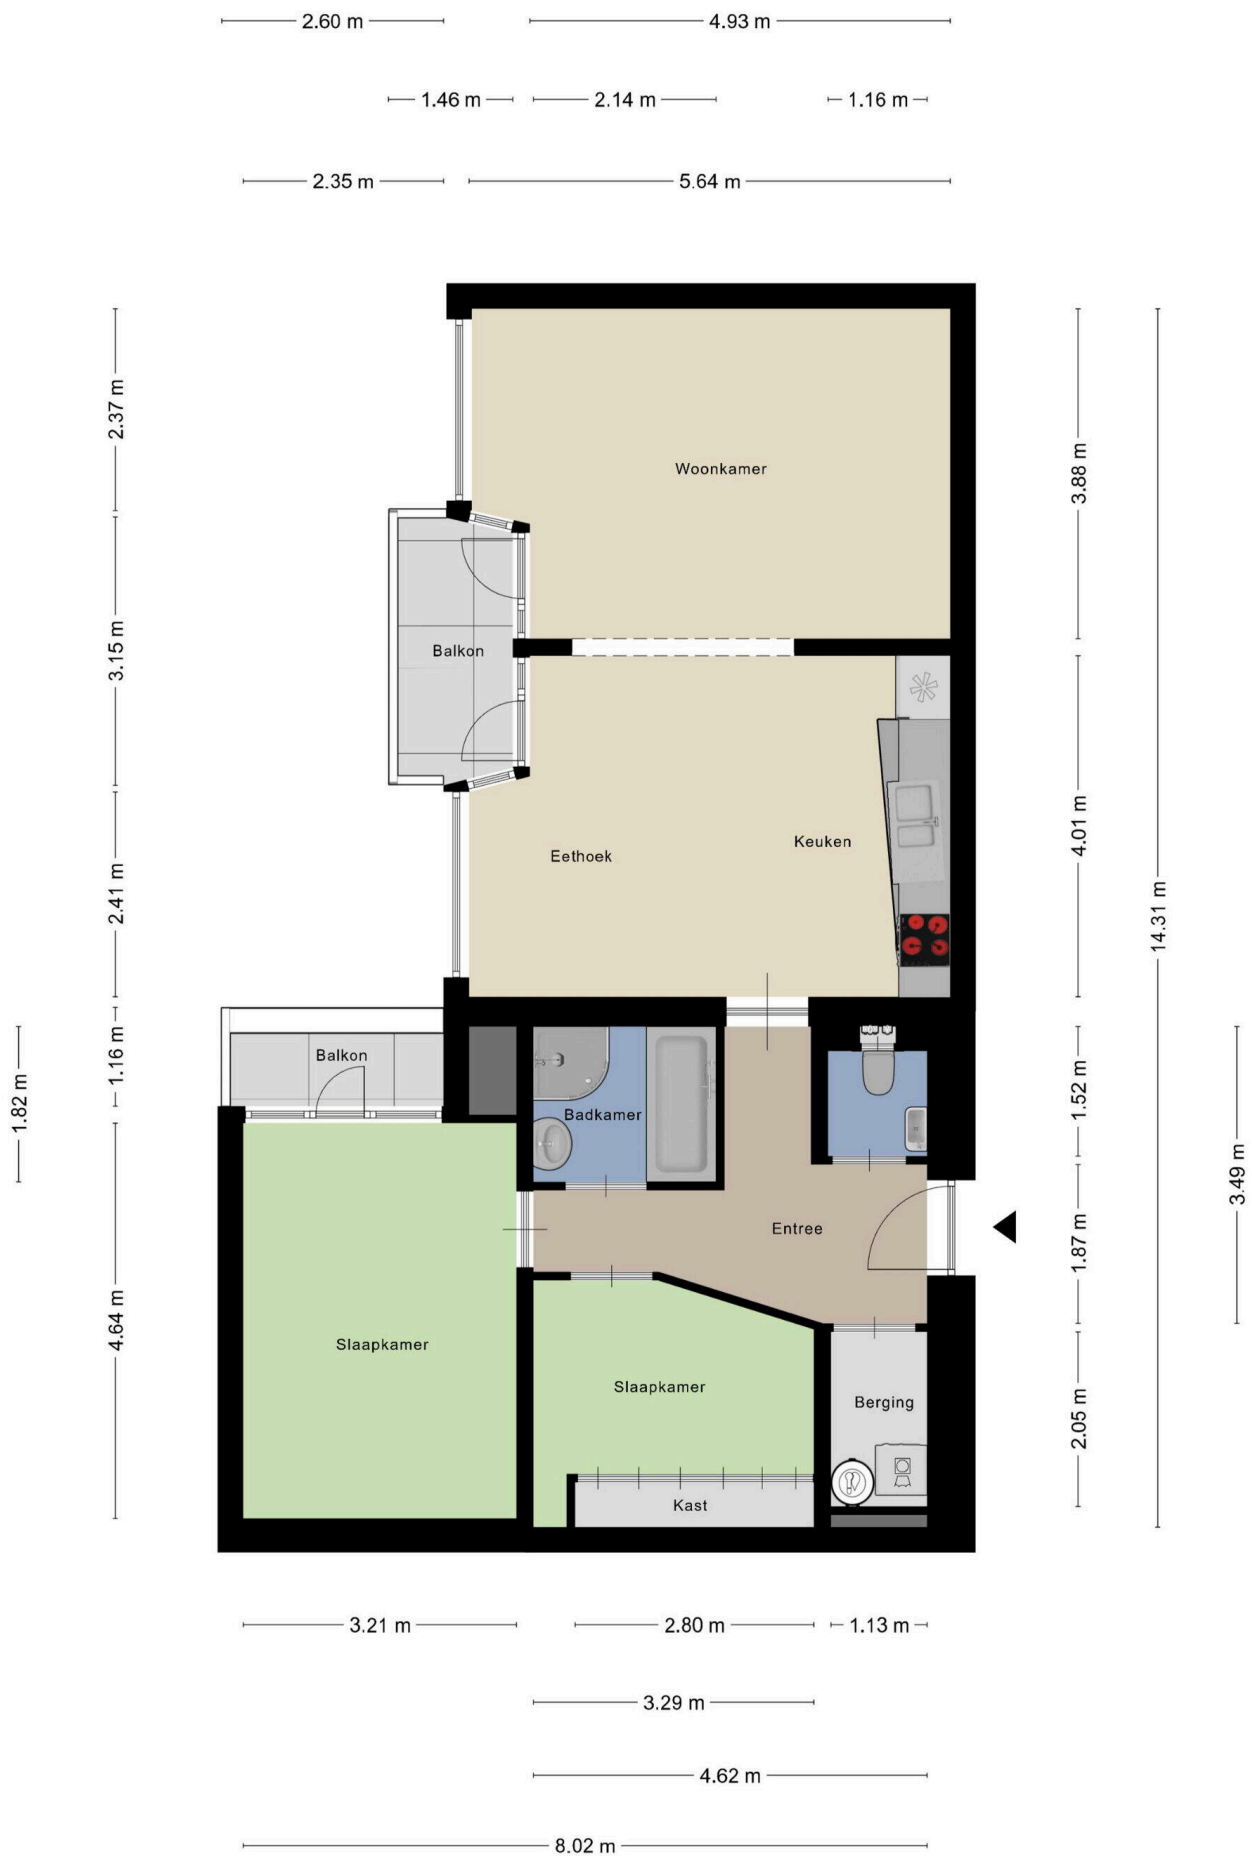 2.60 m
4.93 m
1.46 m
2.14 m
1.16 m
2.35 m
5.64 m
2.37 m
3.88 m
Woonkamer
3.15 m
Balkon
4.01 m
Keuken
Eethoek
2.41 m
14.31 m
1.16 m
Balkon
1.82 m
Badkamer
1.52 m
3.49 m
Entree
1.87 m
4.64 m
Slaapkamer
Slaapkamer
Berging
2.05 m
Kast
3.21 m
2.80 m
1.13 m
3.29 m
4.62 m
8.02 m